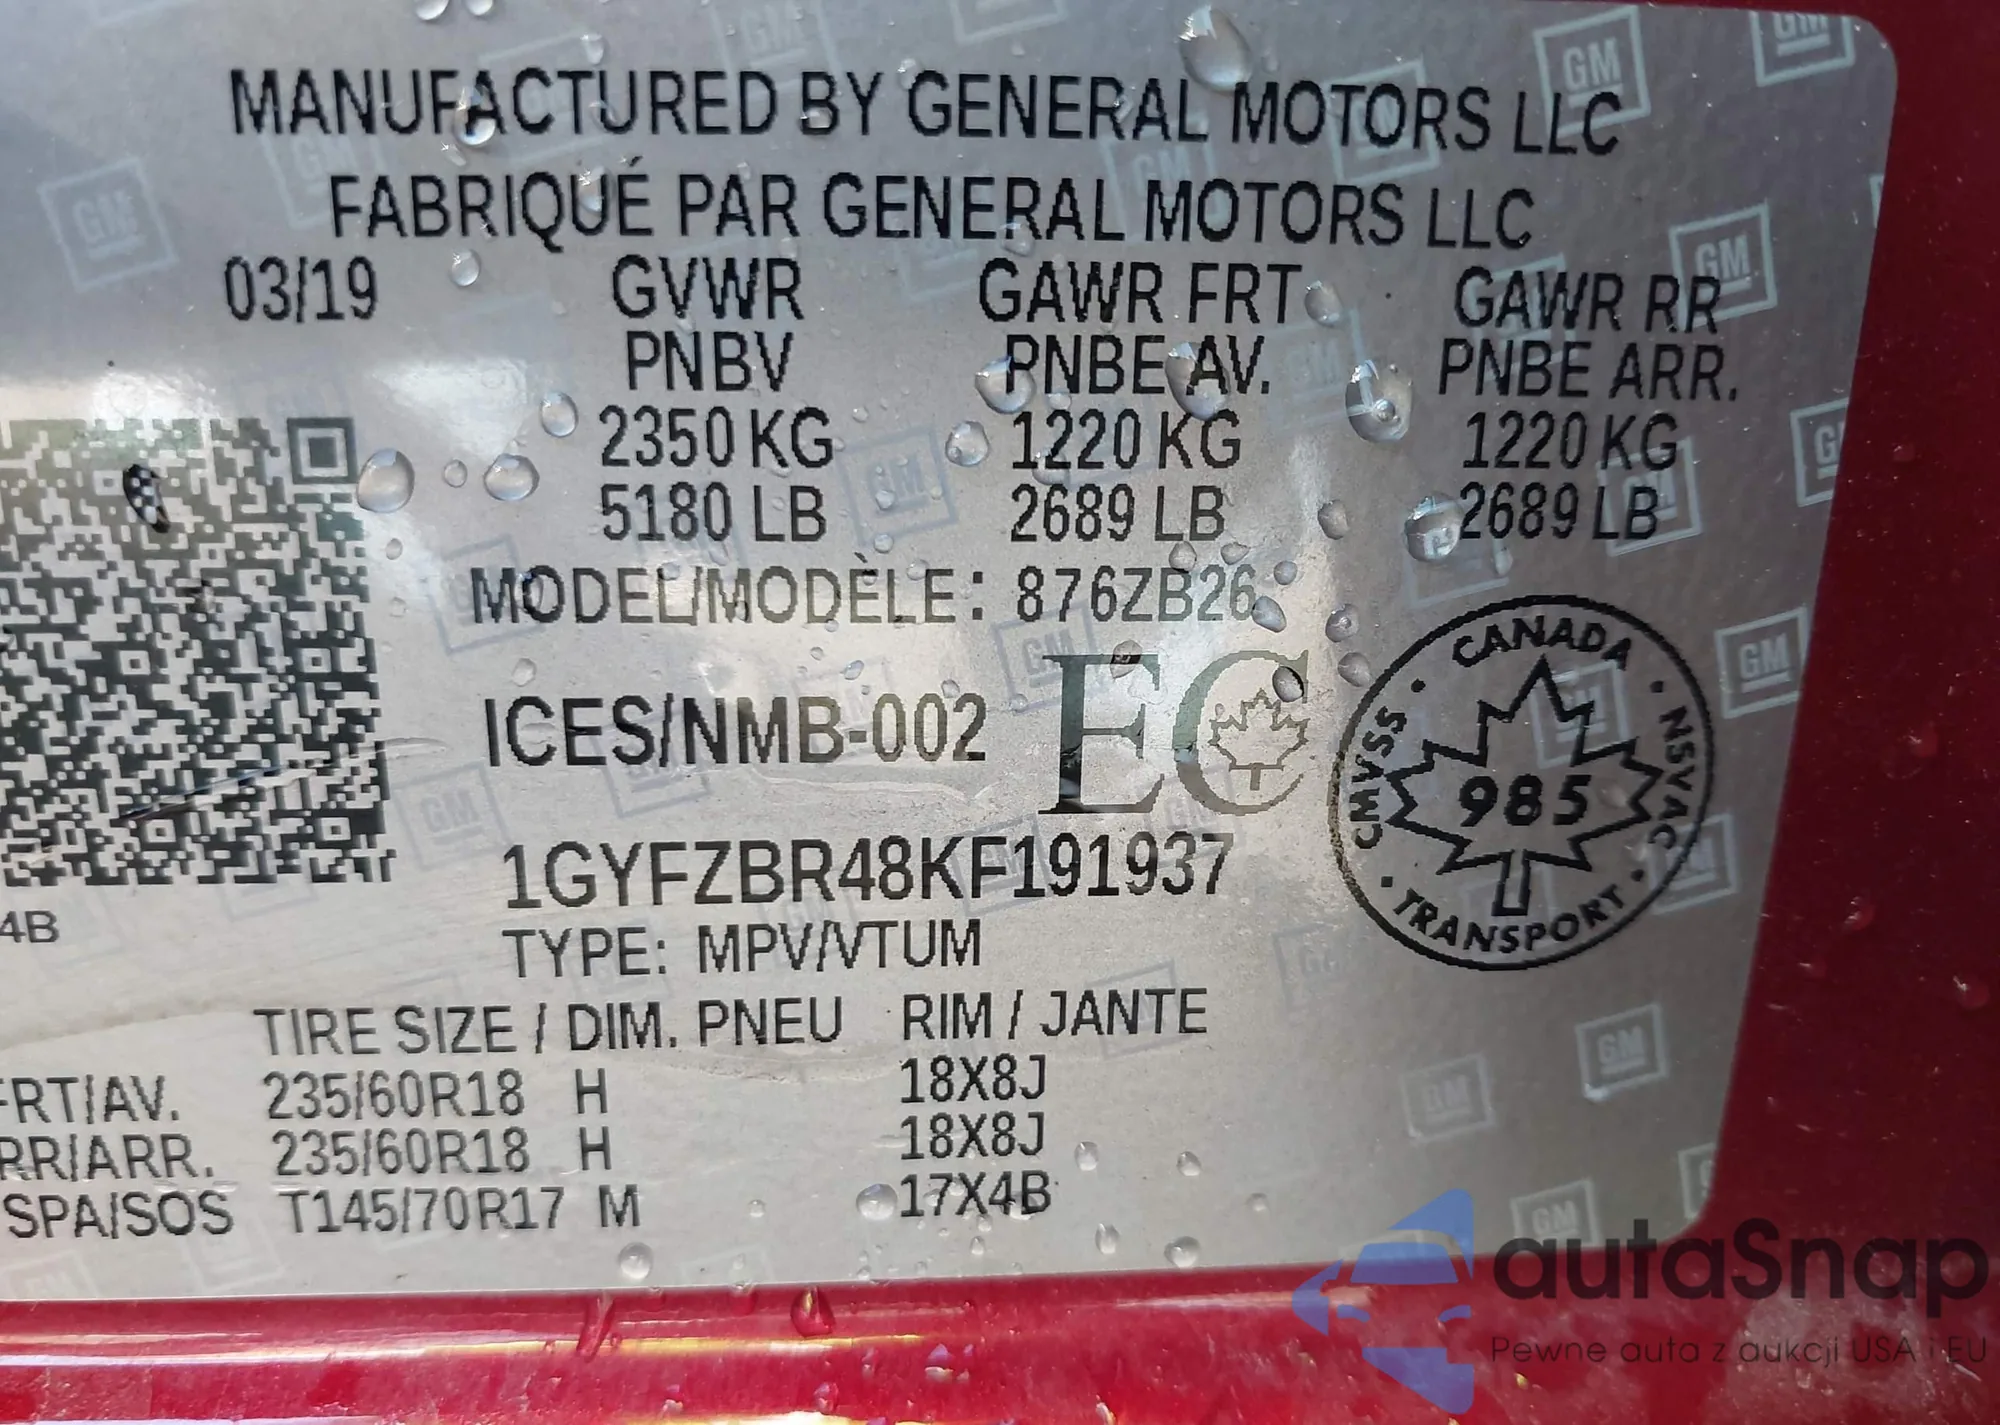 MANUFACTURED BY GENERAL MOTORS LLC
FABRIQUÉ PAR GENERAL MOTORS LLC
03/19 GVWR GAWR FRT GAWR RR
PNBV PNBE AV. PNBE ARR.
2350 KG 1220 KG 1220 KG
5180 LB 2689 LB 2689 LB
MODEL/MODÈLE: 876ZB26
ICES/NMB-002 EC
CANADA
CMVSS NSVAC
985
TRANSPORT
1GYFZBR48KF191937
4B
TYPE: MPV/VTUM
TIRE SIZE / DIM. PNEU RIM / JANTE
FRT/AV. 235/60R18 H 18X8J
RR/ARR. 235/60R18 H 18X8J
SPA/SOS T145/70R17 M 17X4B
GM
autaSnap
Pewne auta z aukcji USA i EU